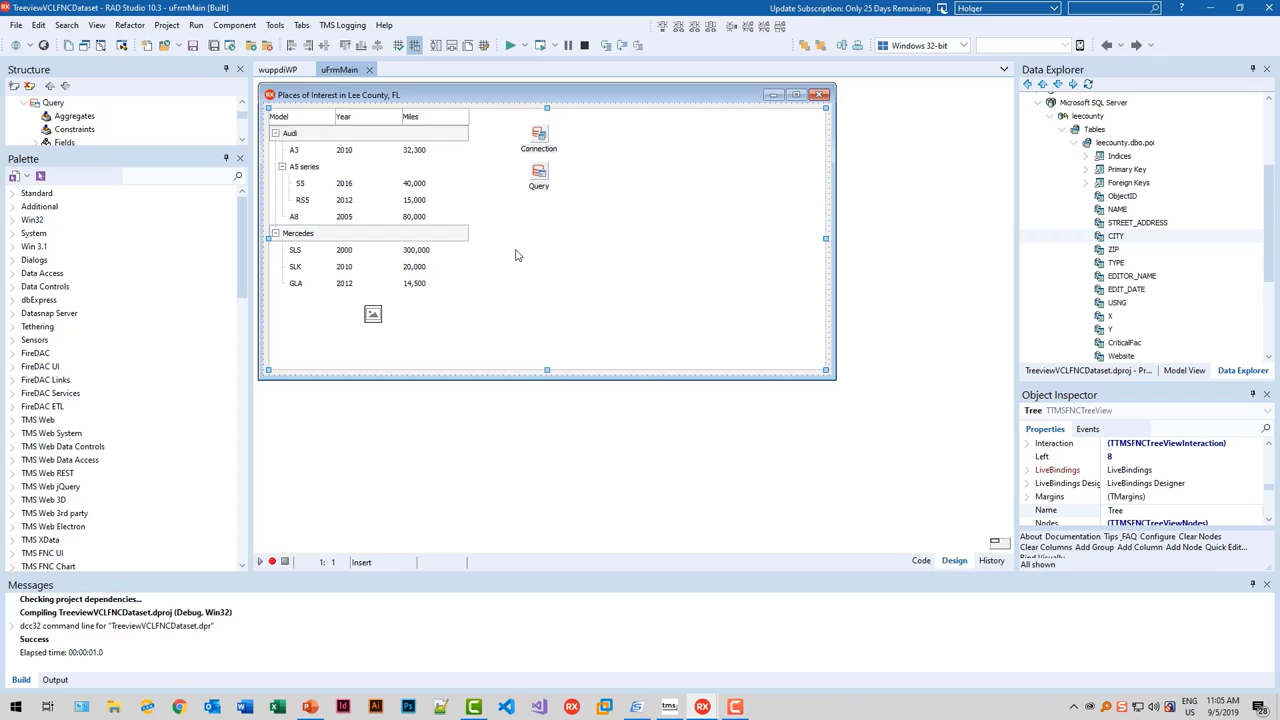 TreeviewVCLFNCDataset - RAD Studio 10.3 - uFrmMain [Built]
Update Subscription: Only 25 Days Remaining
Holger
File Edit Search View Refactor Project Run Component Tools Tabs TMS Logging Help
Windows 32-bit
Structure
Query
Aggregates
Constraints
Fields
Palette
Standard
Additional
Win32
System
Win 3.1
Dialogs
Data Access
Data Controls
dbExpress
Datasnap Server
Tethering
Sensors
FireDAC
FireDAC UI
FireDAC Links
FireDAC Services
FireDAC ETL
TMS Web
TMS Web System
TMS Web Data Controls
TMS Web Data Access
TMS Web REST
TMS Web jQuery
TMS Web 3D
TMS Web 3rd party
TMS Web Electron
TMS XData
TMS FNC UI
TMS FNC Chart
wuppdiWP
uFrmMain
Places of Interest in Lee County, FL
Model Year Miles
Audi
A3 2010 32,300
A5 series
S5 2016 40,000
RS5 2012 15,000
A8 2005 80,000
Mercedes
SLS 2000 300,000
SLK 2010 20,000
GLA 2012 14,500
Connection
Query
1: 1 Insert
Code Design History
Data Explorer
Microsoft SQL Server
leecounty
Tables
leecounty.dbo.poi
Indices
Primary Key
Foreign Keys
ObjectID
NAME
STREET_ADDRESS
CITY
ZIP
TYPE
EDITOR_NAME
EDIT_DATE
USNG
X
Y
CriticalFac
Website
TreeviewVCLFNCDataset.dproj - Pr... Model View Data Explorer
Object Inspector
Tree TTMSFNCTreeView
Properties Events
Interaction (TTMSFNCTreeViewInteraction)
Left 8
LiveBindings LiveBindings
LiveBindings Desig LiveBindings Designer
Margins (TMargins)
Name Tree
Nodes (TTMSFNCTreeViewNodes)
About Documentation Tips_FAQ Configure Clear Nodes
Clear Columns Add Group Add Column Add Node Quick Edit...
Bind Visually
All shown
Messages
Checking project dependencies...
Compiling TreeviewVCLFNCDataset.dproj (Debug, Win32)
dcc32 command line for "TreeviewVCLFNCDataset.dpr"
Success
Elapsed time: 00:00:01.0
Build Output
ENG
US
11:05 AM
9/5/2019
28